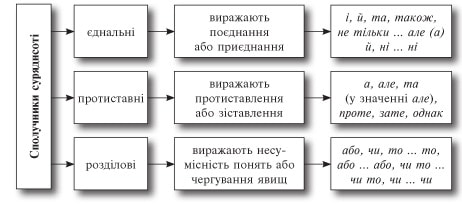 Сполучники сурядності
єднальні
виражають
поєднання
або приєднання
і, й, та, також,
не тільки ... але (а)
й, ні ... ні
протиставні
виражають
протиставлення
або зіставлення
а, але, та
(у значенні але),
проте, зате, однак
розділові
виражають несу-
місність понять або
чергування явищ
або, чи, то ... то,
або ... або, чи то ...
чи то, чи ... чи